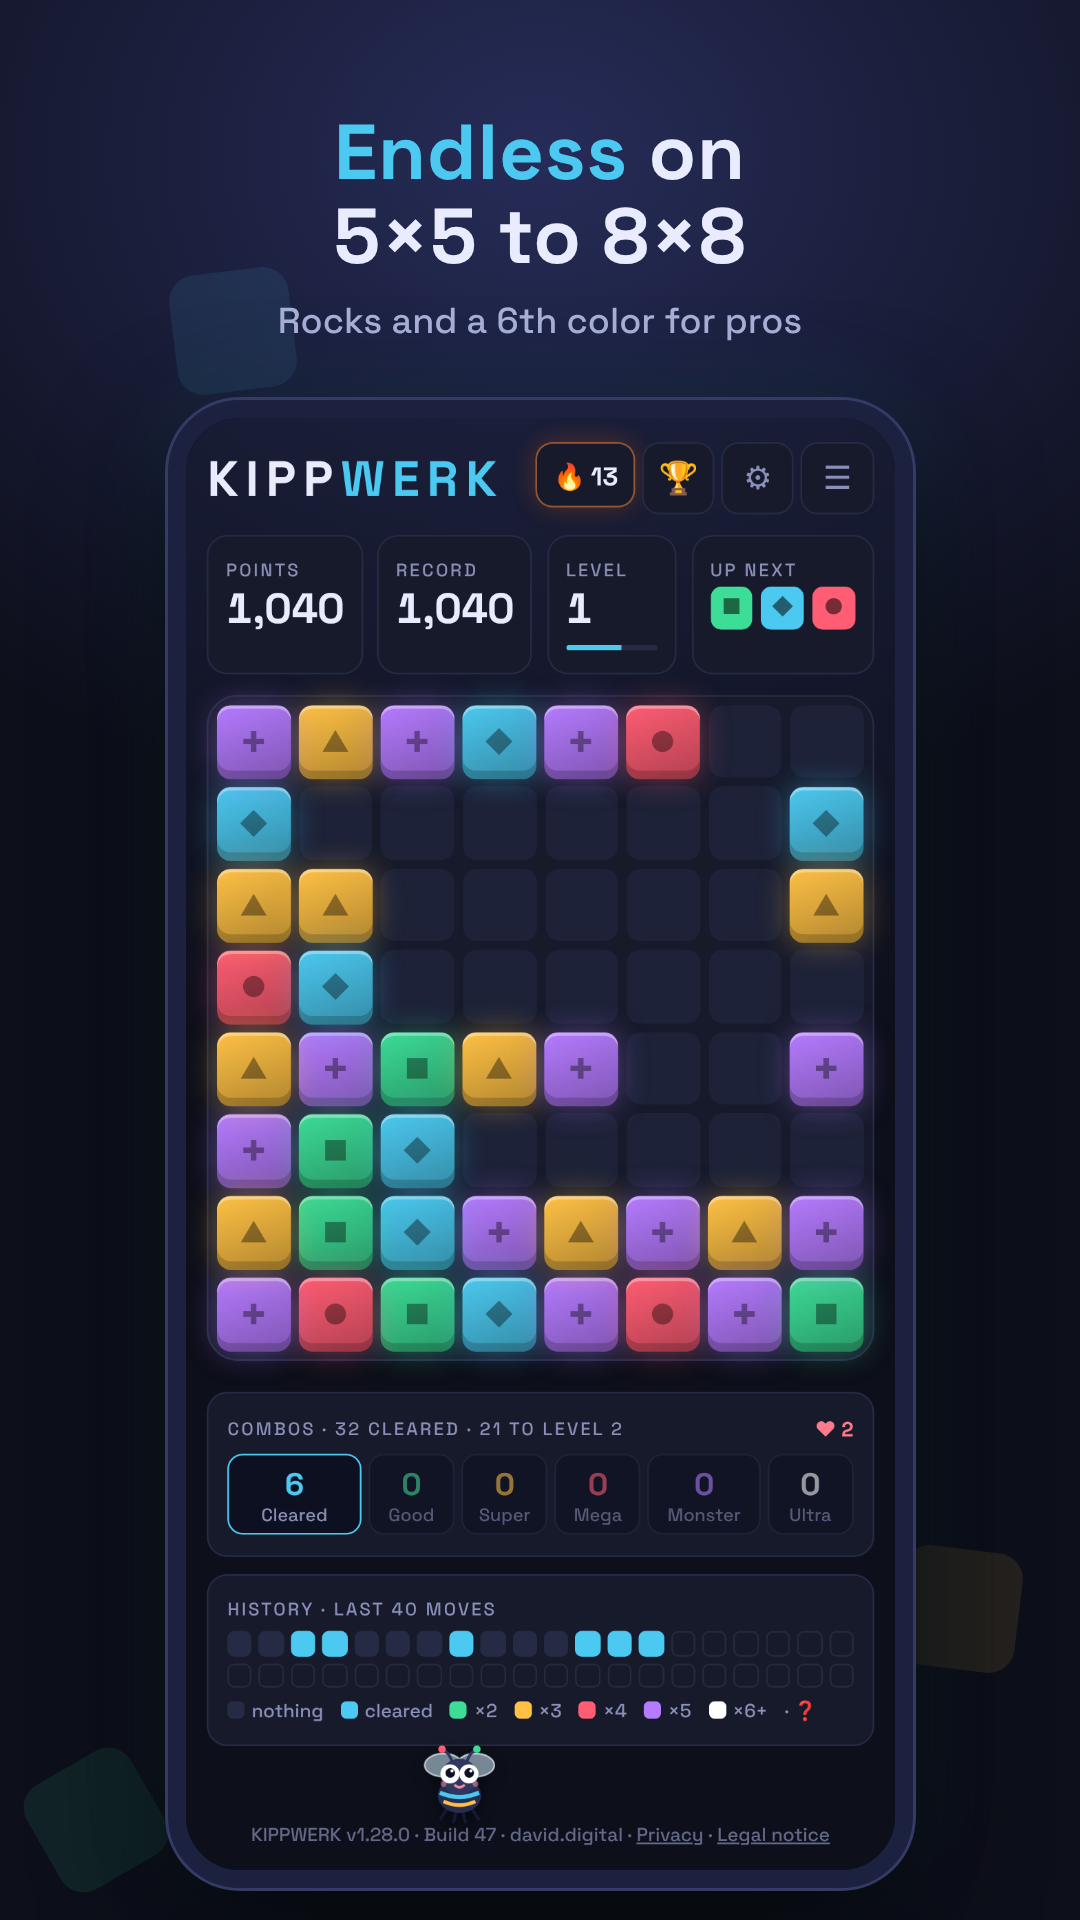 Endless on
5×5 to 8×8
Rocks and a 6th color for pros
KIPPWERK 🔥 13 🏆 ⚙ ☰
POINTS RECORD LEVEL UP NEXT
1,040 1,040 1
COMBOS · 32 CLEARED · 21 TO LEVEL 2 ♥ 2
6 0 0 0 0 0
Cleared Good Super Mega Monster Ultra
HISTORY · LAST 40 MOVES
nothing cleared ×2 ×3 ×4 ×5 ×6+ · ❓
KIPPWERK v1.28.0 · Build 47 · david.digital · Privacy · Legal notice